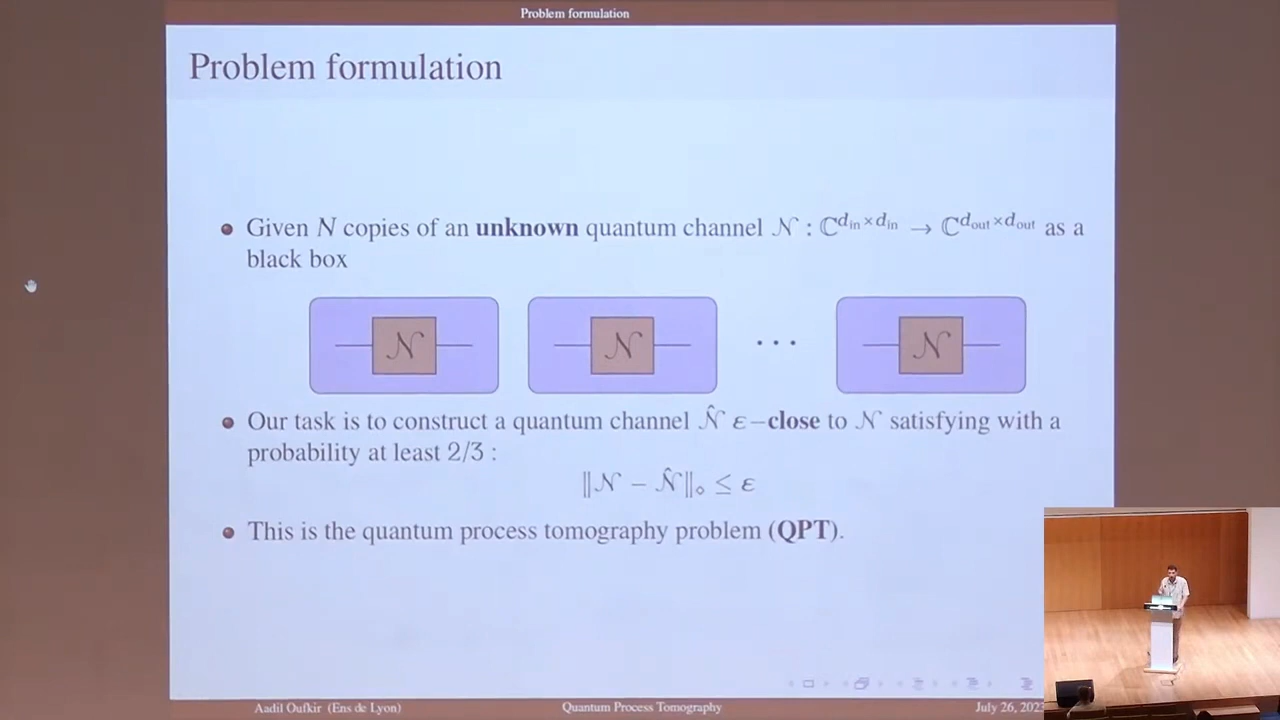 Problem formulation
Problem formulation
Given N copies of an unknown quantum channel 𝒩 : ℂ^{d_in×d_in} → ℂ^{d_out×d_out} as a
black box
𝒩 𝒩 ··· 𝒩
Our task is to construct a quantum channel 𝒩̂ ε−close to 𝒩 satisfying with a
probability at least 2/3 :
‖𝒩 − 𝒩̂‖⋄ ≤ ε
This is the quantum process tomography problem (QPT).
Aadil Oufkir (Ens de Lyon) Quantum Process Tomography July 26, 202